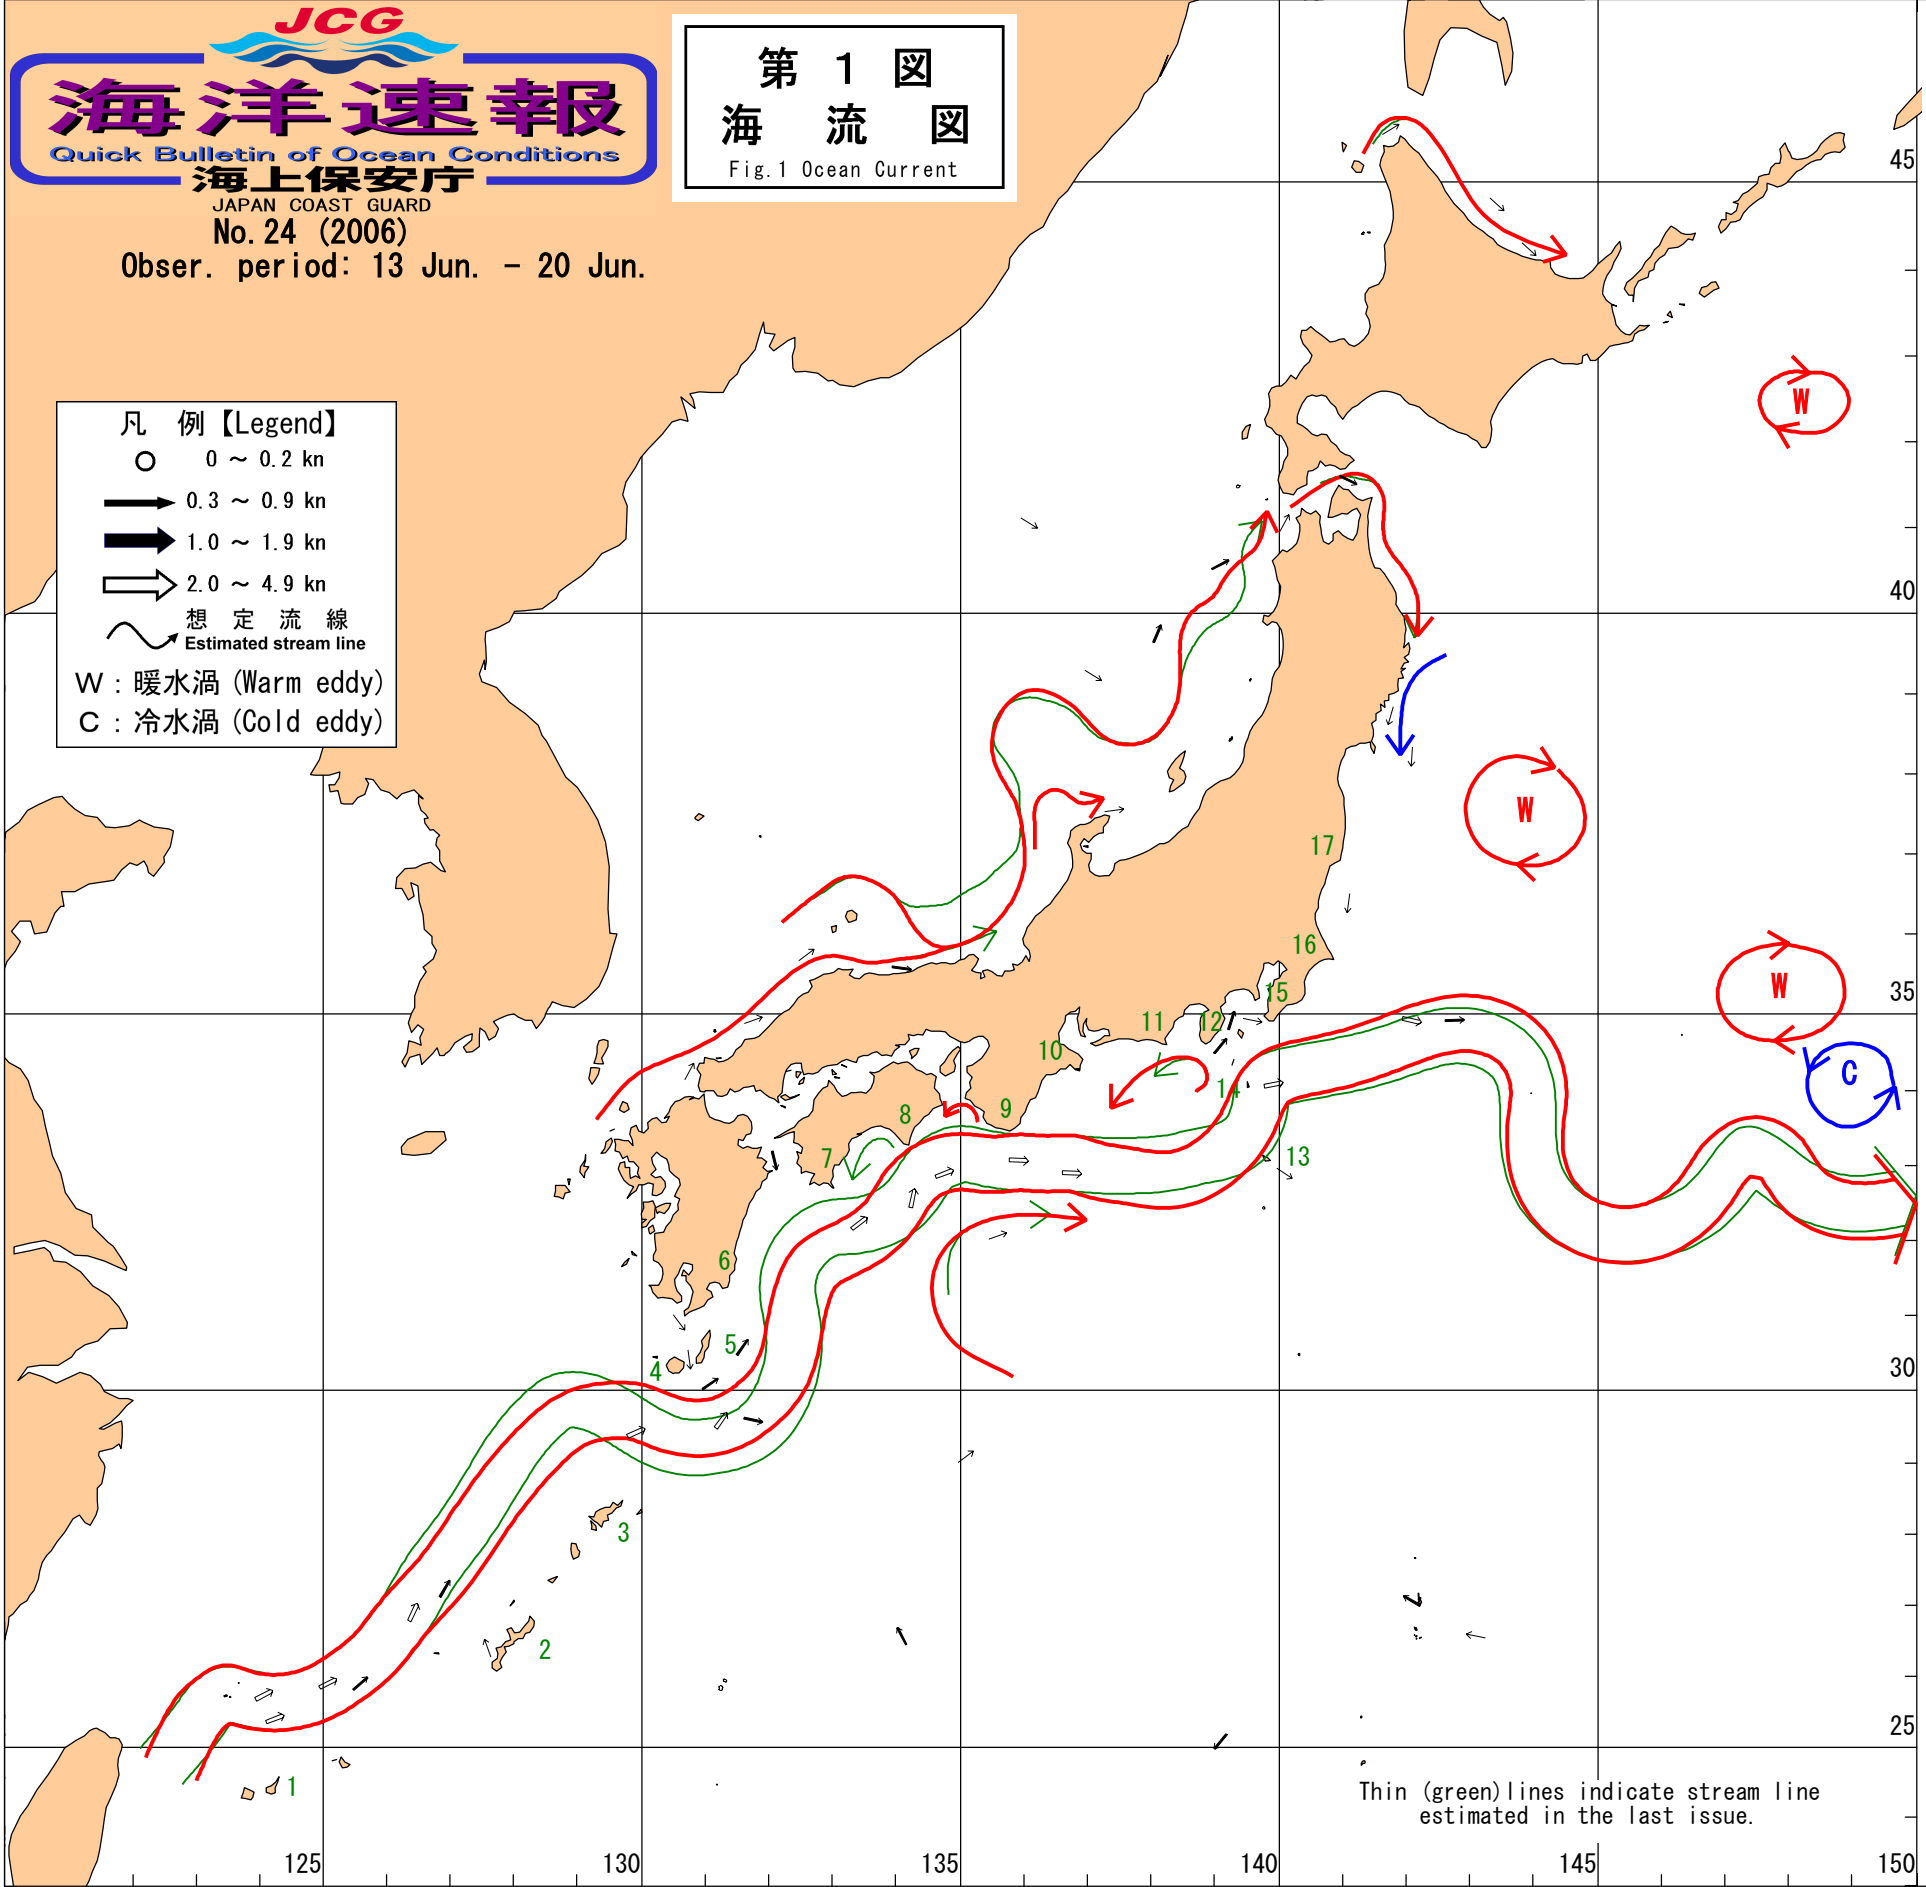 JCG
海洋速報
Quick Bulletin of Ocean Conditions
海上保安庁
JAPAN COAST GUARD
No.24 (2006)
Obser. period: 13 Jun. - 20 Jun.
第 1 図
海 流 図
Fig.1 Ocean Current
凡 例【Legend】
0 ～ 0.2 kn
0.3 ～ 0.9 kn
1.0 ～ 1.9 kn
2.0 ～ 4.9 kn
想 定 流 線
Estimated stream line
W : 暖水渦 (Warm eddy)
C : 冷水渦 (Cold eddy)
45
W
40
W
17
16
W
35
15
11
12
10
C
14
9
8
7
13
6
5
4
30
3
2
25
1
Thin (green)lines indicate stream line
estimated in the last issue.
125
130
135
140
145
150